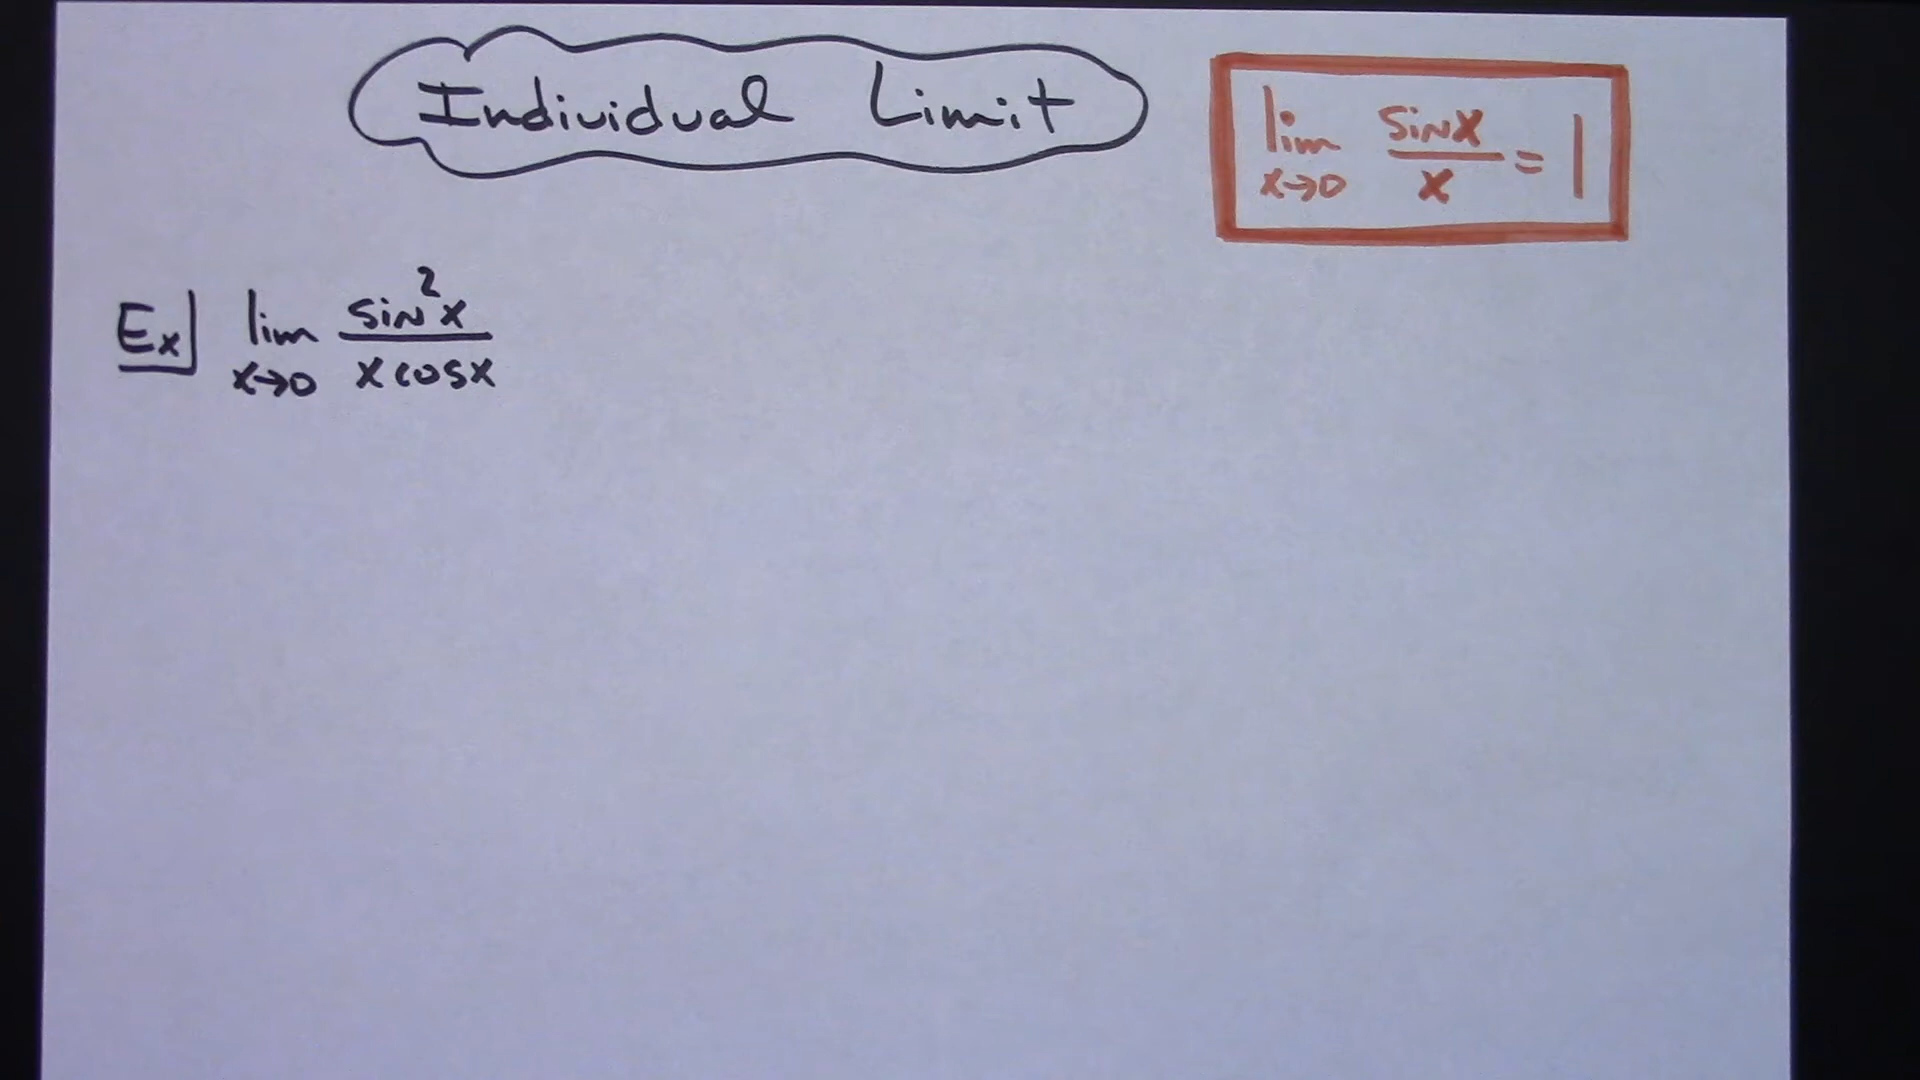 Individual Limit
lim x→0 sinx/x = 1
Ex] lim x→0 sin²x/x cosx